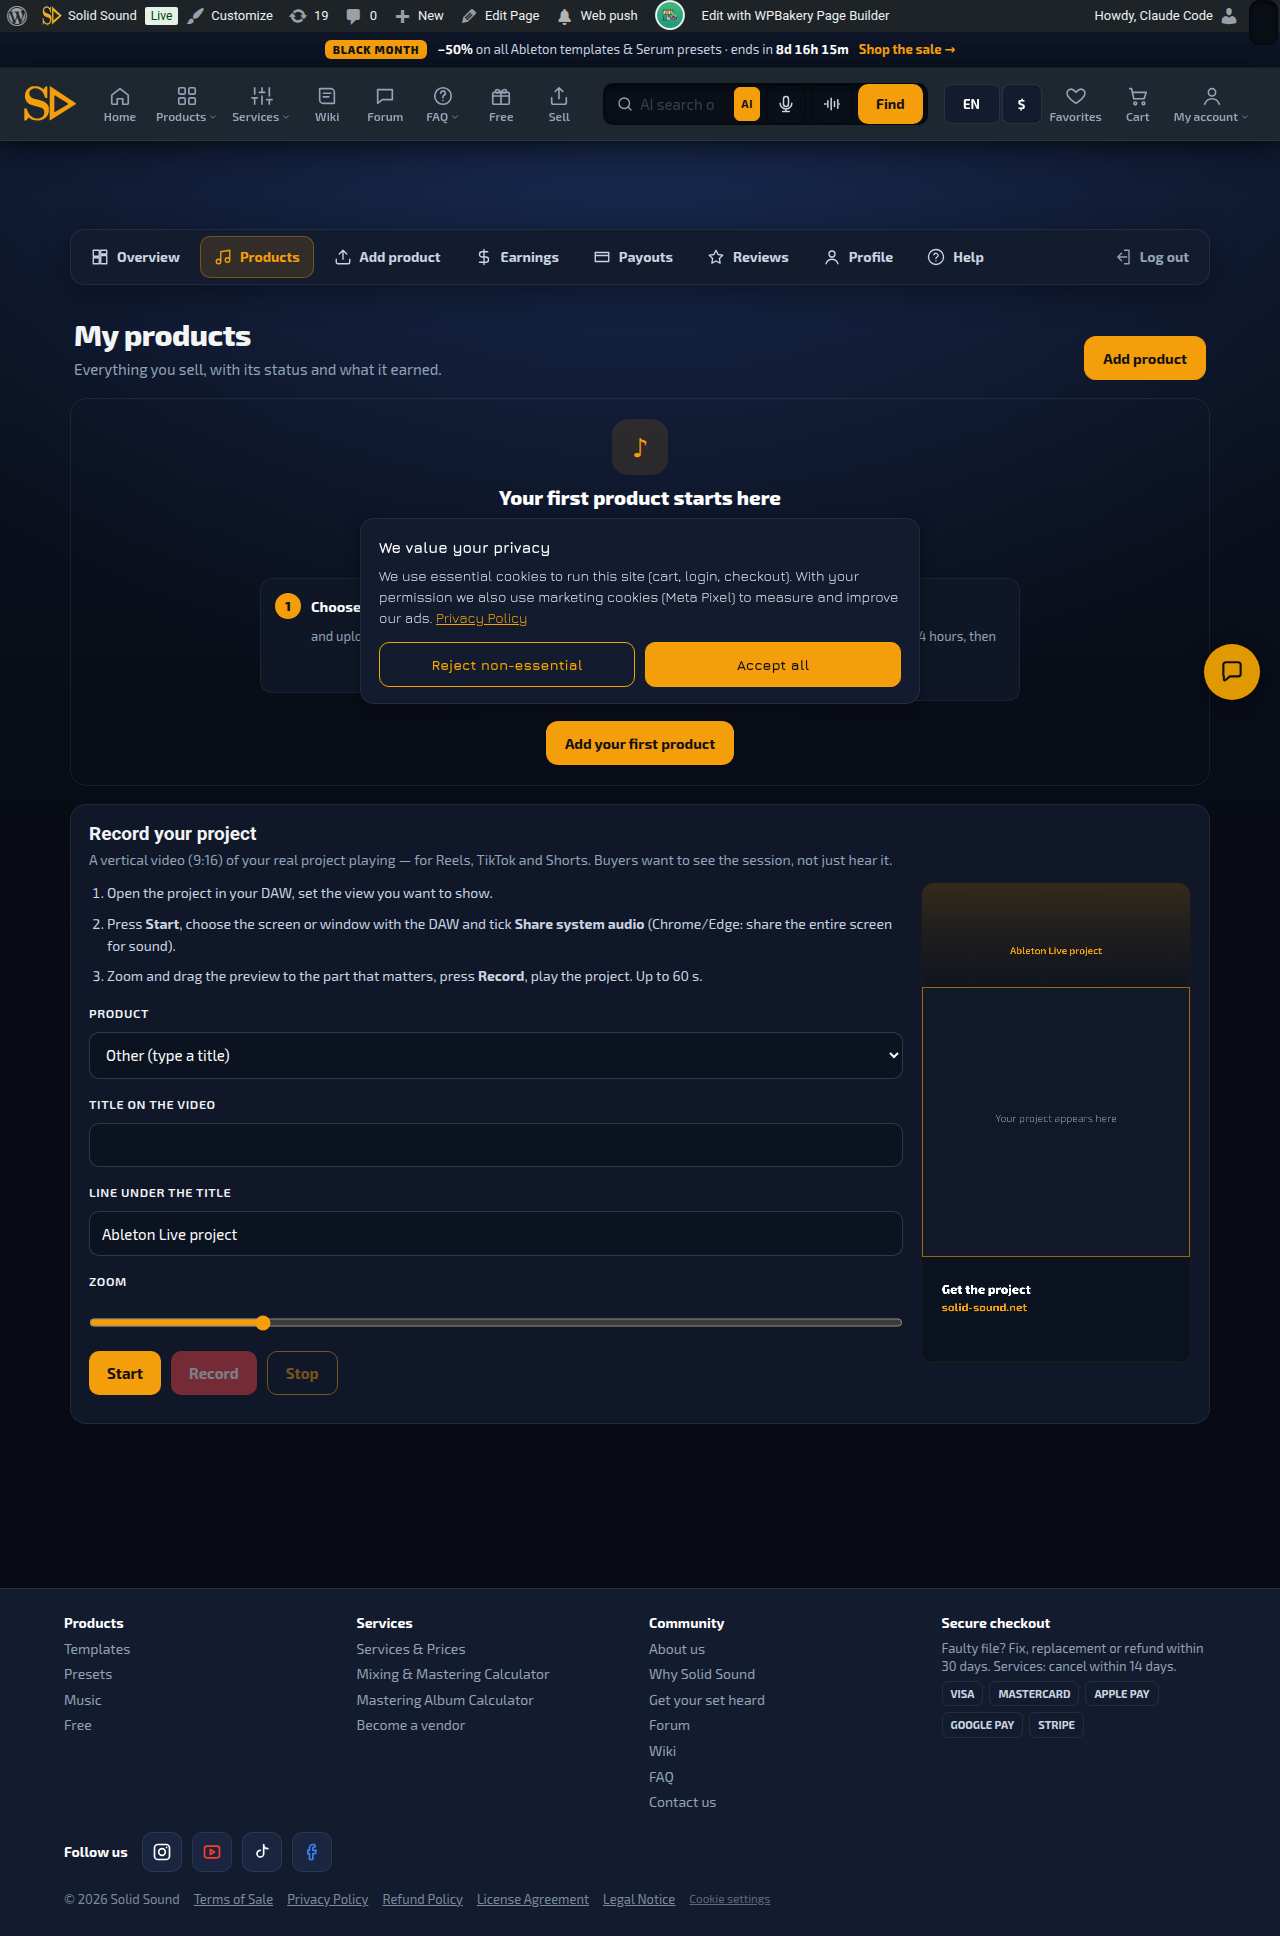 Solid Sound Live Customize 19 0 New Edit Page Web push Edit with WPBakery Page Builder Howdy, Claude Code
BLACK MONTH −50% on all Ableton templates & Serum presets · ends in 8d 16h 15m Shop the sale →
Home Products Services Wiki Forum FAQ Free Sell AI search o AI Find EN $ Favorites Cart My account
Overview Products Add product Earnings Payouts Reviews Profile Help Log out
My products
Everything you sell, with its status and what it earned.
Add product
Your first product starts here
We value your privacy
We use essential cookies to run this site (cart, login, checkout). With your
permission we also use marketing cookies (Meta Pixel) to measure and improve
our ads. Privacy Policy
Reject non-essential Accept all
1 Choose
and uplo
4 hours, then
Add your first product
Record your project
A vertical video (9:16) of your real project playing — for Reels, TikTok and Shorts. Buyers want to see the session, not just hear it.
1. Open the project in your DAW, set the view you want to show.
2. Press Start, choose the screen or window with the DAW and tick Share system audio (Chrome/Edge: share the entire screen
for sound).
3. Zoom and drag the preview to the part that matters, press Record, play the project. Up to 60 s.
PRODUCT
Other (type a title)
TITLE ON THE VIDEO
LINE UNDER THE TITLE
Ableton Live project
ZOOM
Start Record Stop
Ableton Live project
Your project appears here
Get the project
solid-sound.net
Products
Templates
Presets
Music
Free
Services
Services & Prices
Mixing & Mastering Calculator
Mastering Album Calculator
Become a vendor
Community
About us
Why Solid Sound
Get your set heard
Forum
Wiki
FAQ
Contact us
Secure checkout
Faulty file? Fix, replacement or refund within
30 days. Services: cancel within 14 days.
VISA MASTERCARD APPLE PAY
GOOGLE PAY STRIPE
Follow us
© 2026 Solid Sound Terms of Sale Privacy Policy Refund Policy License Agreement Legal Notice Cookie settings